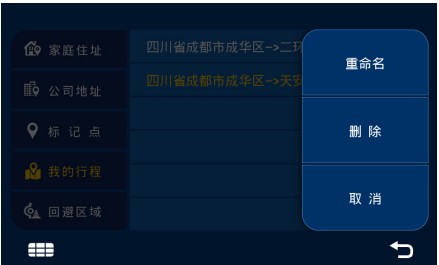 家庭住址
四川省成都市成华区->二环
公司地址
四川省成都市成华区->天安
标记点
我的行程
回避区域
重命名
删除
取消